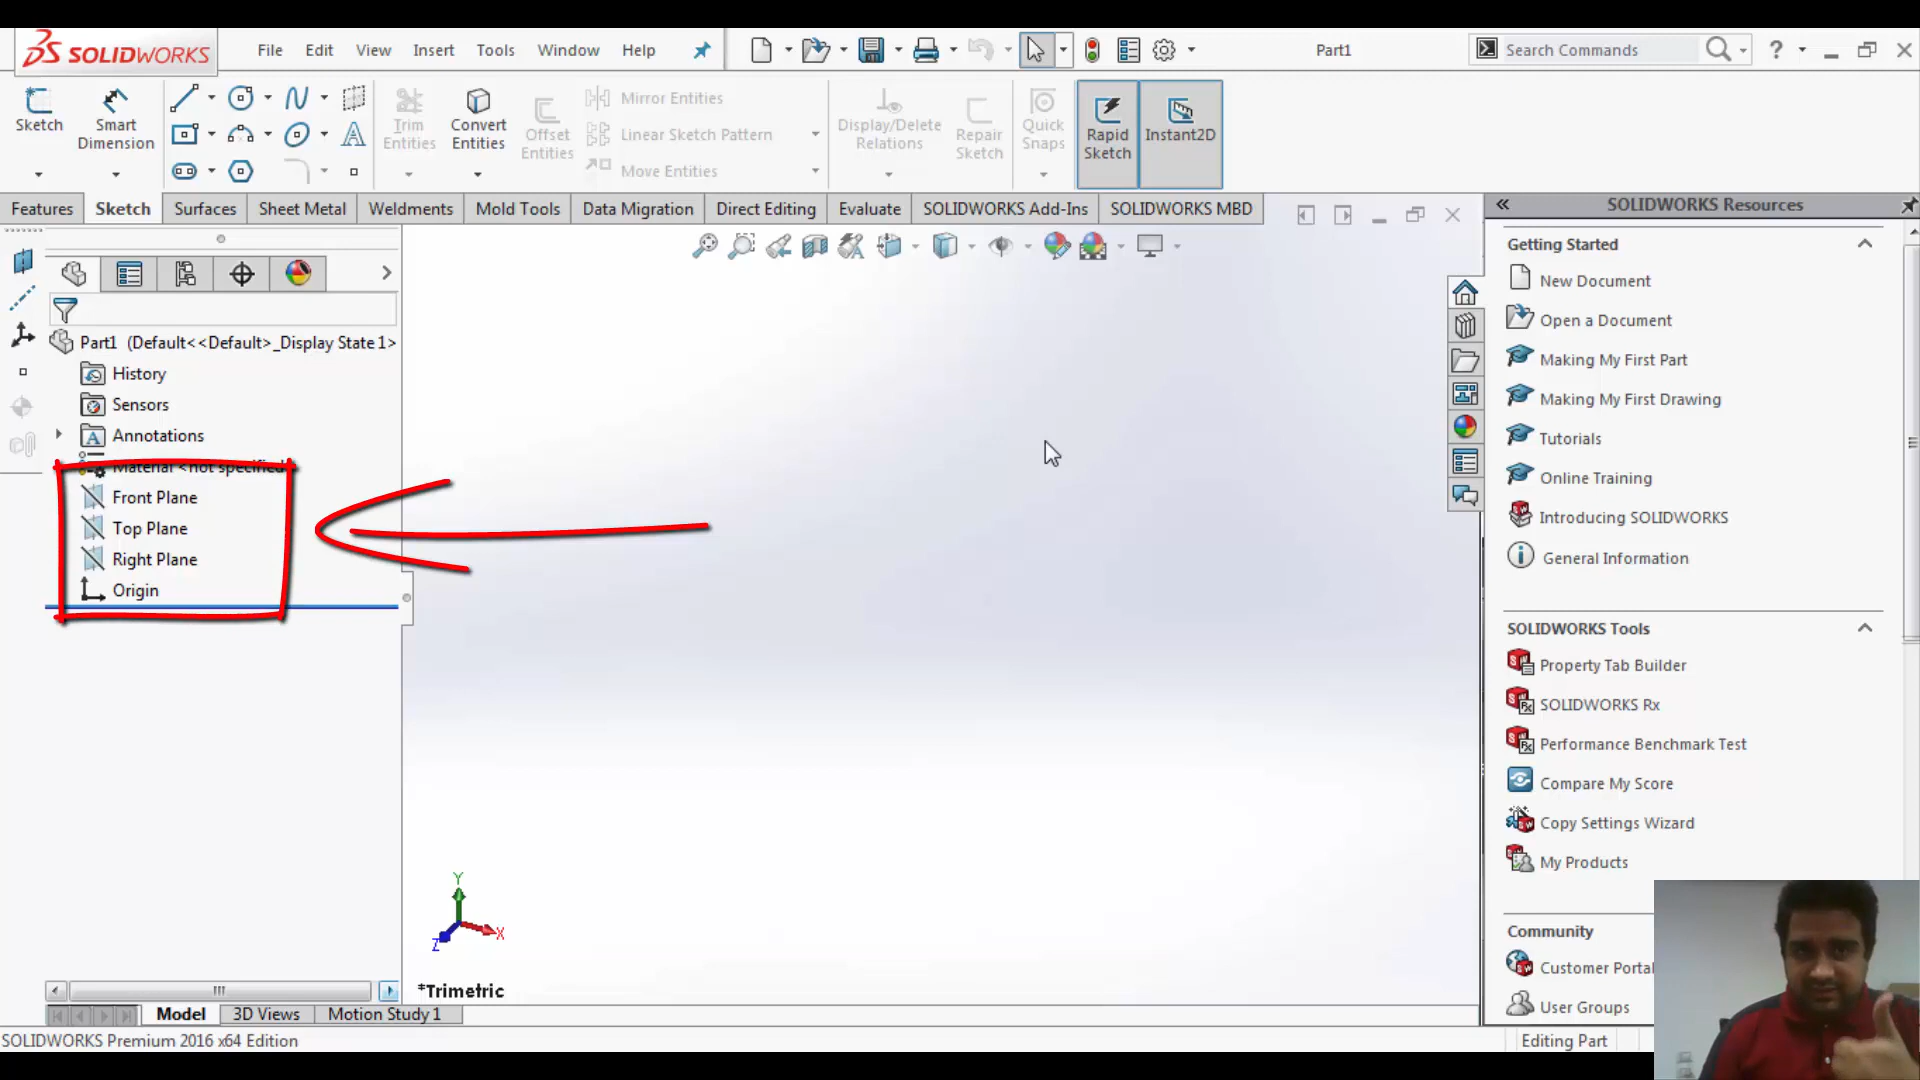 SOLIDWORKS File Edit View Insert Tools Window Help Part1 Search Commands ?
Sketch Smart Dimension Trim Entities Convert Entities Offset Entities Mirror Entities Linear Sketch Pattern Move Entities Display/Delete Relations Repair Sketch Quick Snaps Rapid Sketch Instant2D
Features Sketch Surfaces Sheet Metal Weldments Mold Tools Data Migration Direct Editing Evaluate SOLIDWORKS Add-Ins SOLIDWORKS MBD
Part1 (Default<<Default>_Display State 1>
History
Sensors
Annotations
Material <not specified
Front Plane
Top Plane
Right Plane
Origin
Y
X
Z
*Trimetric
Model 3D Views Motion Study 1
SOLIDWORKS Premium 2016 x64 Edition
Editing Part
SOLIDWORKS Resources
Getting Started
New Document
Open a Document
Making My First Part
Making My First Drawing
Tutorials
Online Training
Introducing SOLIDWORKS
General Information
SOLIDWORKS Tools
Property Tab Builder
SOLIDWORKS Rx
Performance Benchmark Test
Compare My Score
Copy Settings Wizard
My Products
Community
Customer Portal
User Groups